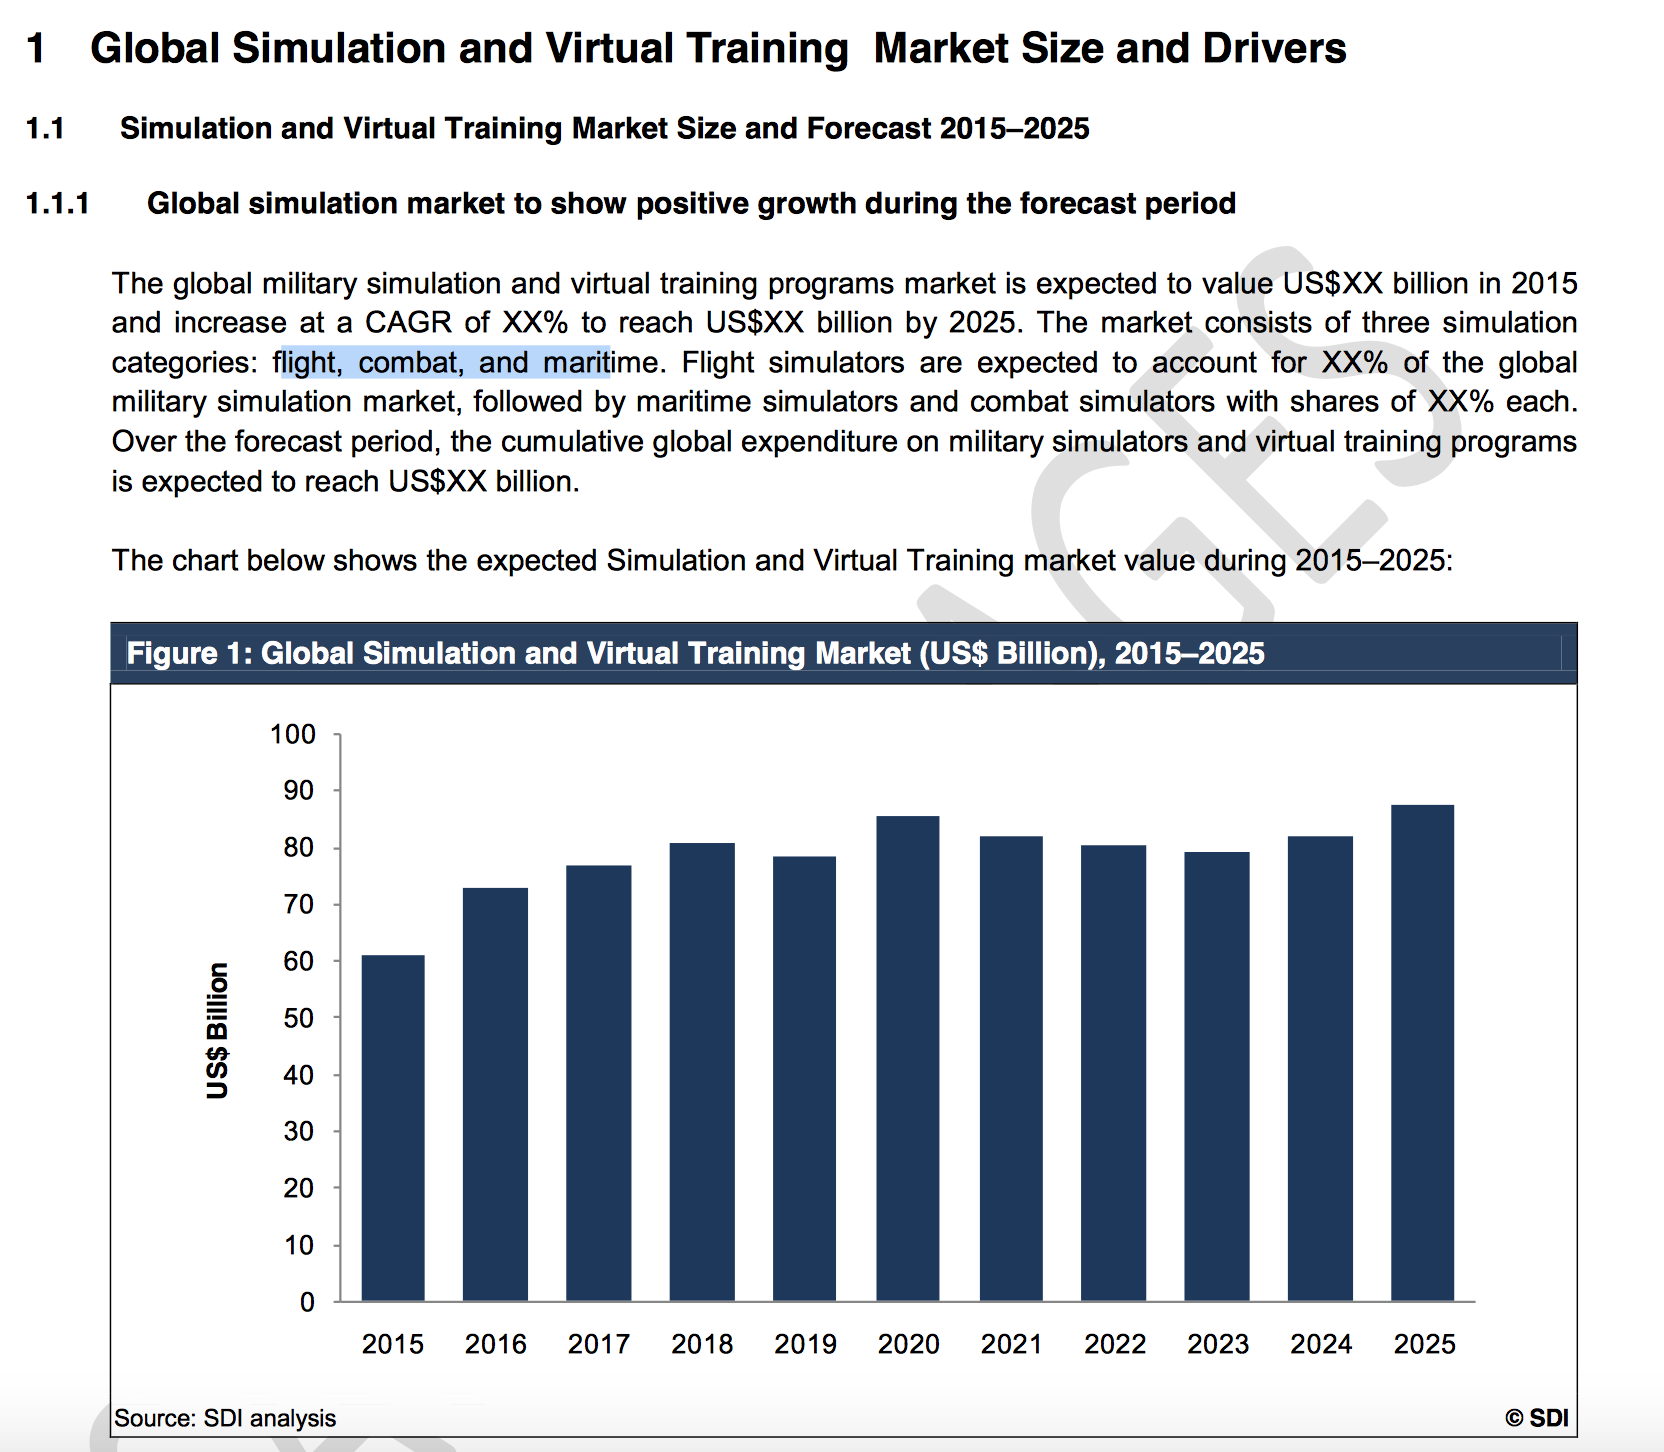 1 Global Simulation and Virtual Training Market Size and Drivers
1.1 Simulation and Virtual Training Market Size and Forecast 2015–2025
1.1.1 Global simulation market to show positive growth during the forecast period
The global military simulation and virtual training programs market is expected to value US$XX billion in 2015
and increase at a CAGR of XX% to reach US$XX billion by 2025. The market consists of three simulation
categories: flight, combat, and maritime. Flight simulators are expected to account for XX% of the global
military simulation market, followed by maritime simulators and combat simulators with shares of XX% each.
Over the forecast period, the cumulative global expenditure on military simulators and virtual training programs
is expected to reach US$XX billion.
The chart below shows the expected Simulation and Virtual Training market value during 2015–2025:
Figure 1: Global Simulation and Virtual Training Market (US$ Billion), 2015–2025
100
90
80
70
60
50
40
30
20
10
0
US$ Billion
2015 2016 2017 2018 2019 2020 2021 2022 2023 2024 2025
Source: SDI analysis
© SDI